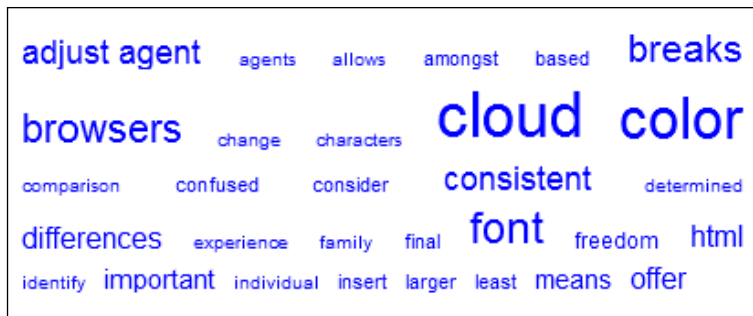 adjust agent agents allows amongst based breaks
browsers change characters cloud color
comparison confused consider consistent determined
differences experience family final font freedom html
identify important individual insert larger least means offer